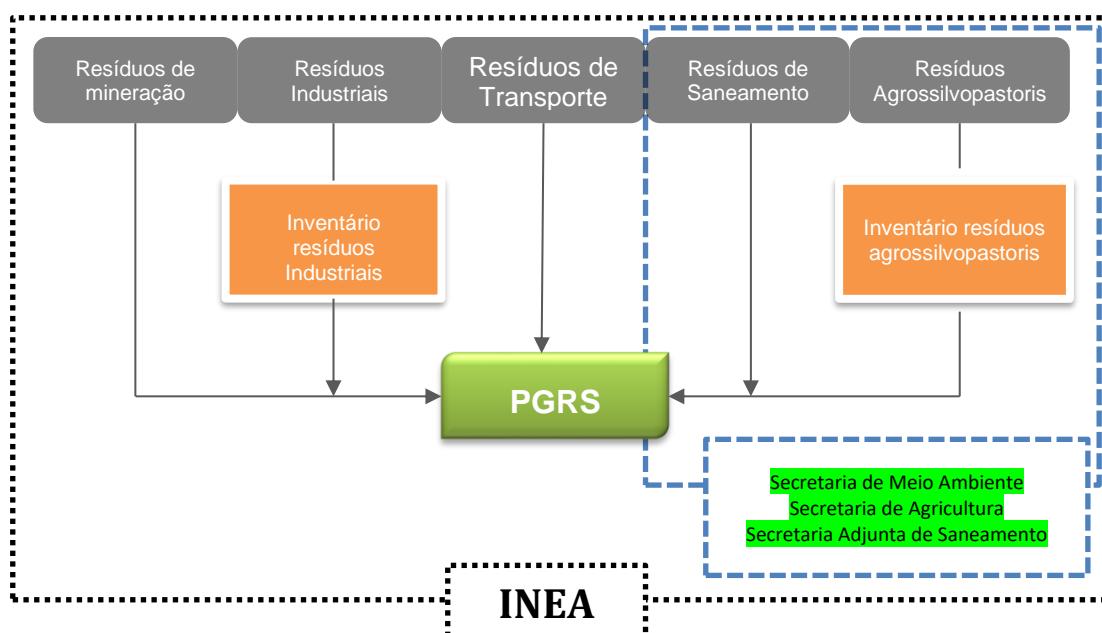 Resíduos de
mineração
Resíduos
Industriais
Resíduos de
Transporte
Resíduos de
Saneamento
Resíduos
Agrossilvopastoris
Inventário
resíduos
Industriais
Inventário resíduos
agrossilvopastoris
PGRS
Secretaria de Meio Ambiente
Secretaria de Agricultura
Secretaria Adjunta de Saneamento
INEA